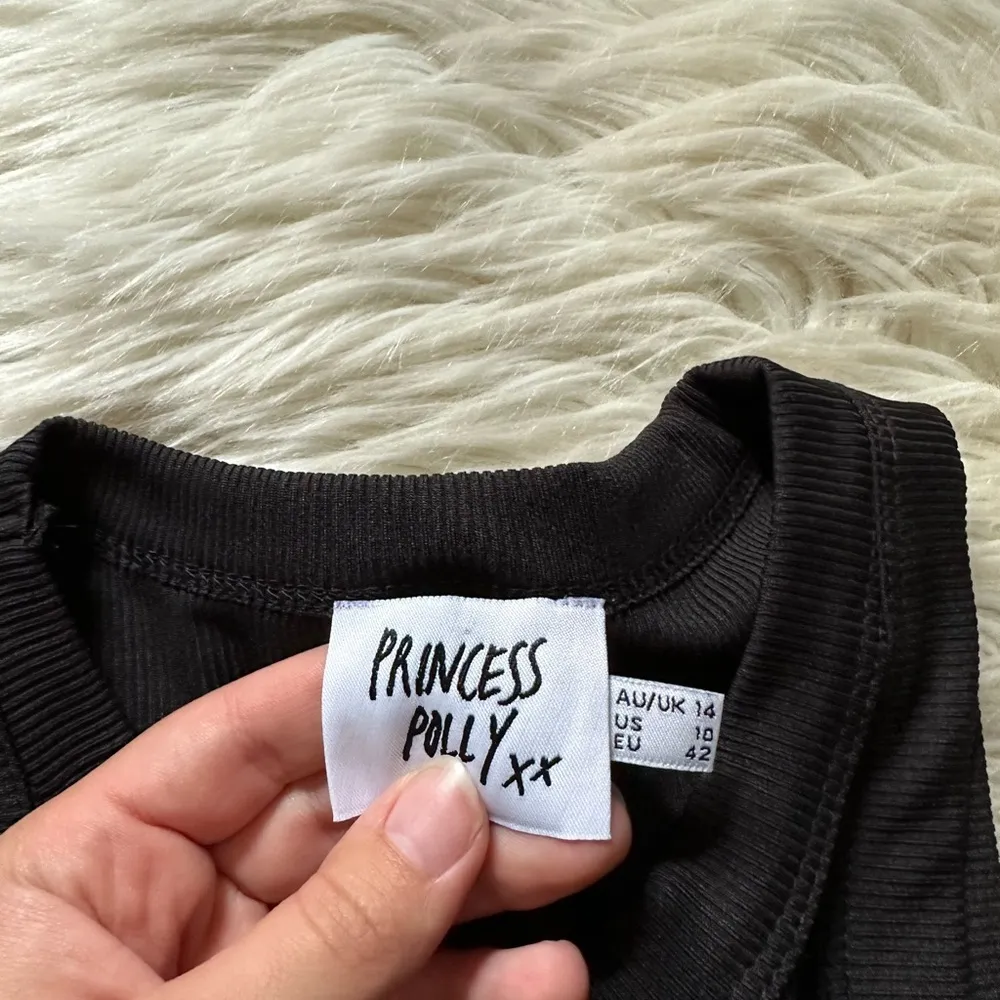 PRINCESS
POLLY xx
AU/UK 14
US 10
EU 42